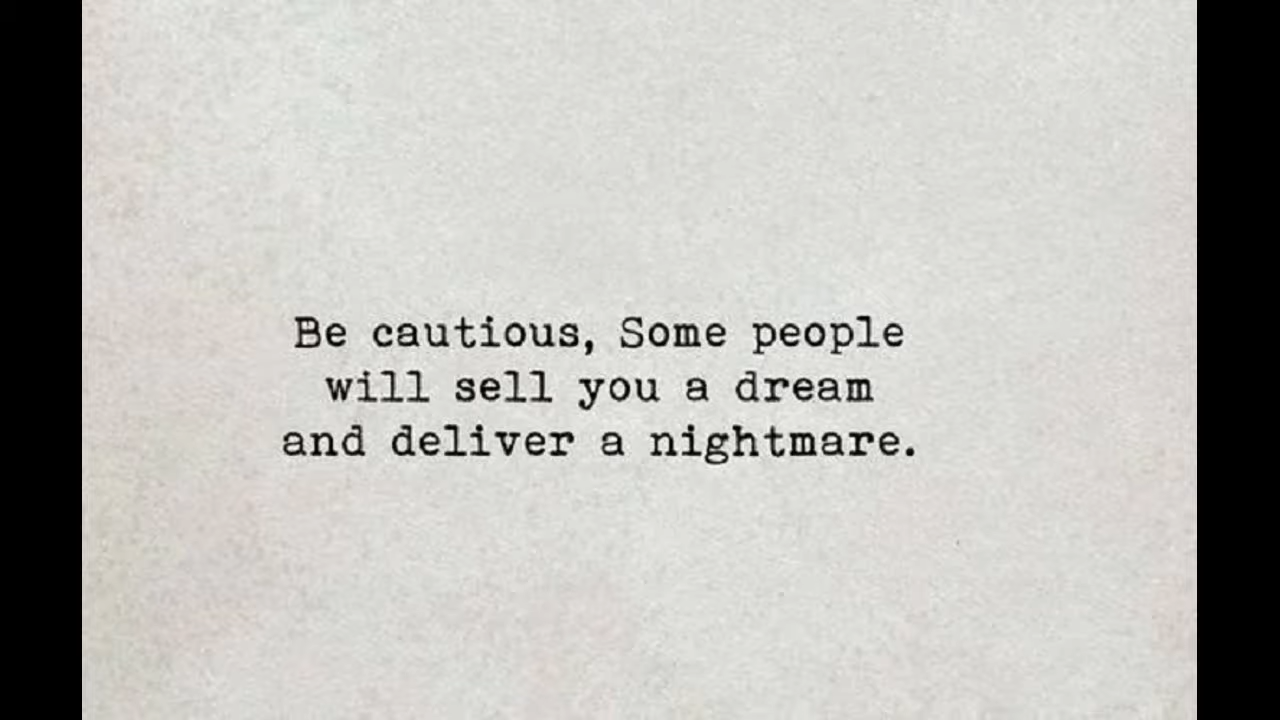 Be cautious, Some people
will sell you a dream
and deliver a nightmare.